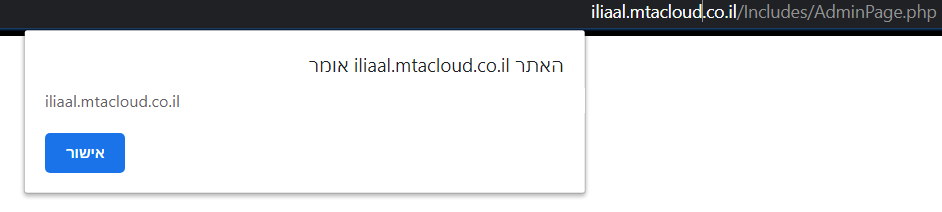 iliaal.mtacloud.co.il/Includes/AdminPage.php
האתר iliaal.mtacloud.co.il אומר
iliaal.mtacloud.co.il
אישור